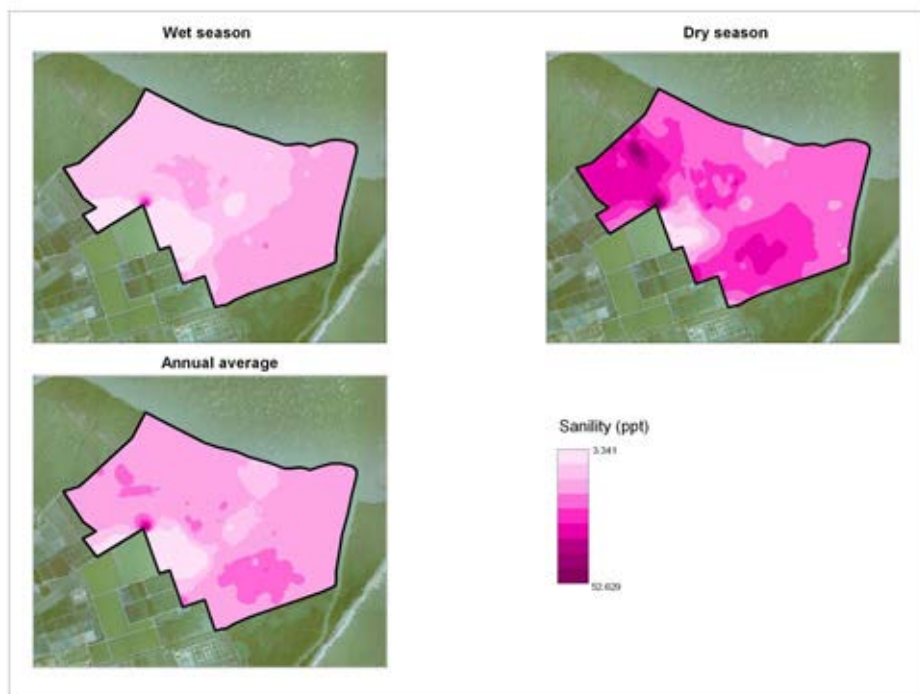 Wet season
Dry season
Annual average
Sanility (ppt)
3.341
52.629